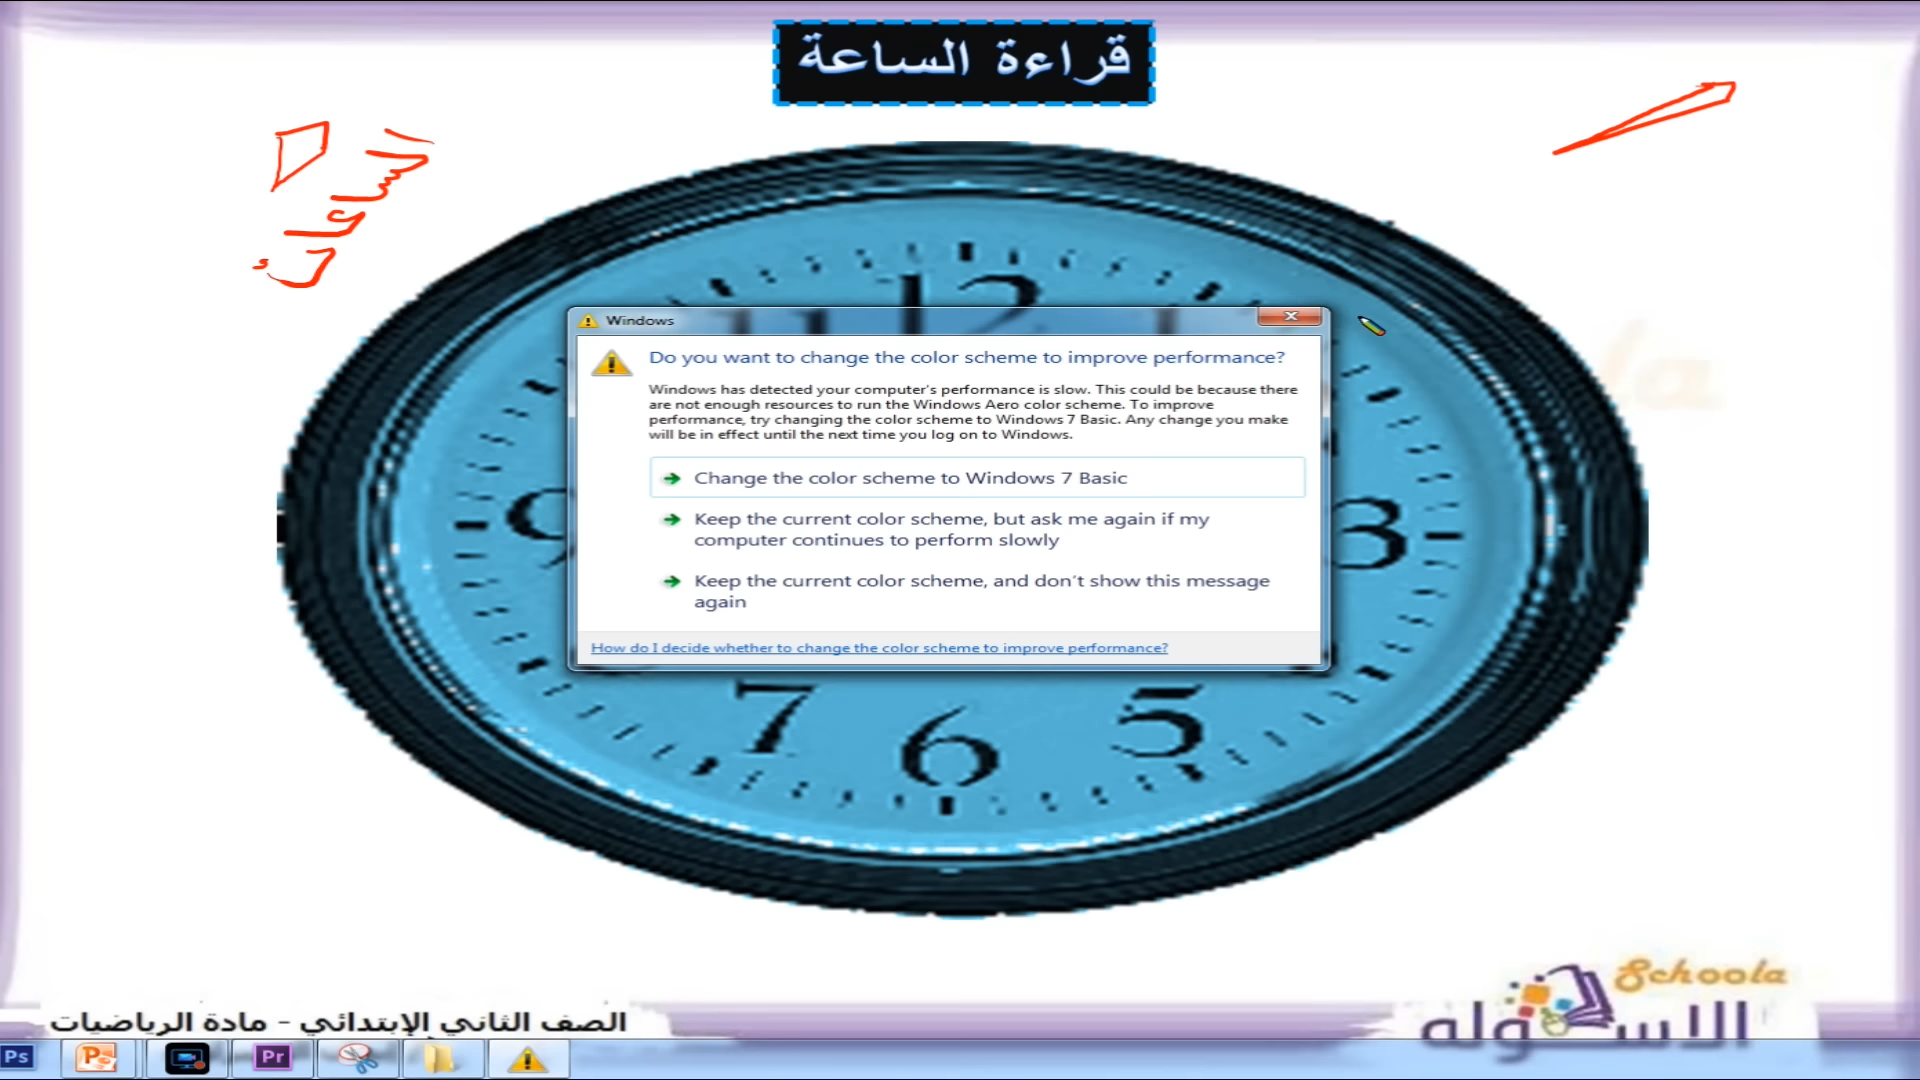 قراءة الساعة
12
Windows
Do you want to change the color scheme to improve performance?
Windows has detected your computer's performance is slow. This could be because there
are not enough resources to run the Windows Aero color scheme. To improve
performance, try changing the color scheme to Windows 7 Basic. Any change you make
will be in effect until the next time you log on to Windows.
Change the color scheme to Windows 7 Basic
Keep the current color scheme, but ask me again if my
computer continues to perform slowly
Keep the current color scheme, and don't show this message
again
How do I decide whether to change the color scheme to improve performance?
9
3
7
6
5
Schoola
الاسكوله
الصف الثاني الإبتدائي - مادة الرياضيات
Ps
P
Pr